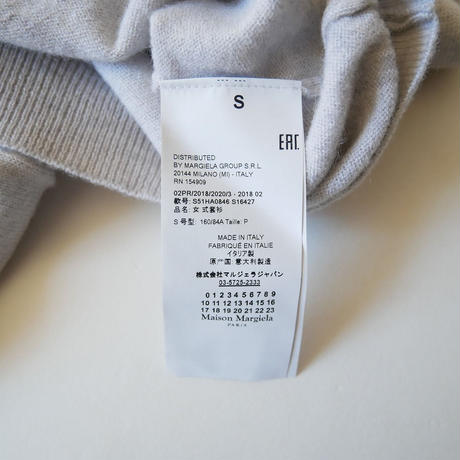 S
EAC
DISTRIBUTED
BY MARGIELA GROUP S.R.L.
20144 MILANO (MI) - ITALY
RN 154909
02PR/2018/2020/3 - 2018 02
款号: S51HA0846 S16427
品名: 女 式套衫
S 号型: 160/84A Taille: P
MADE IN ITALY
FABRIQUÉ EN ITALIE
イタリア製
原产国: 意大利製造
株式会社マルジェラジャパン
03-5725-2333
0 1 2 3 4 5 6 7 8 9
10 11 12 13 14 15 16
17 18 19 20 21 22 23
Maison Margiela
PARIS